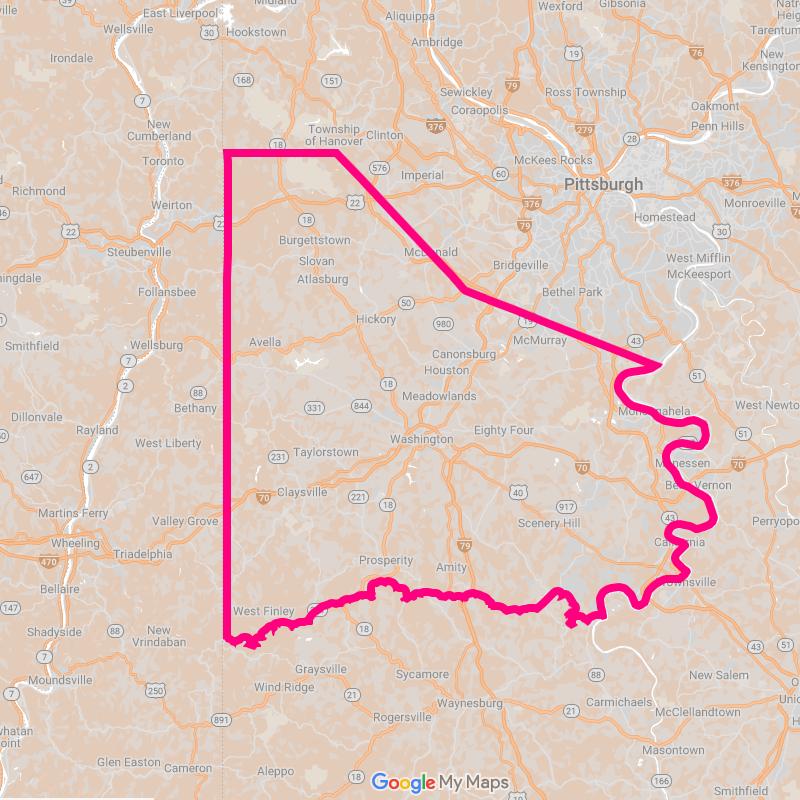 East Liverpool
Midland
Aliquippa
Wexford
Gibsonia
Tarentum
Wellsville
30
Hookstown
Ambridge
19
76
Irondale
New
Kensington
168
151
Sewickley
Ross Township
7
Coraopolis
Oakmont
New
Cumberland
Township
of Hanover
Clinton
376
279
28
Penn Hills
Toronto
18
McKees Rocks
576
Imperial
60
Pittsburgh
376
Richmond
Weirton
22
376
Monroeville
22
18
79
Homestead
30
Steubenville
Burgettstown
McDonald
West Mifflin
Slovan
Bridgeville
McKeesport
Atlasburg
Follansbee
Bethel Park
50
Smithfield
Hickory
980
19
Wellsburg
Avella
McMurray
43
7
Canonsburg
Houston
51
2
18
88
Meadowlands
Bethany
331
844
Monongahela
West Newton
Dillonvale
Rayland
Washington
Eighty Four
51
West Liberty
Taylorstown
231
Monessen
70
2
70
647
Belle Vernon
Claysville
221
40
70
18
917
Martins Ferry
Valley Grove
Scenery Hill
43
Perryopolis
Wheeling
79
California
470
Triadelphia
Prosperity
Amity
Bellaire
Brownsville
147
West Finley
Shadyside
88
New
Vrindaban
18
43
51
7
Graysville
Moundsville
Sycamore
88
New Salem
250
Wind Ridge
21
7
Waynesburg
Carmichaels
891
Rogersville
21
McClellandtown
Masontown
Glen Easton
Cameron
Aleppo
18
Google My Maps
166
Smithfield